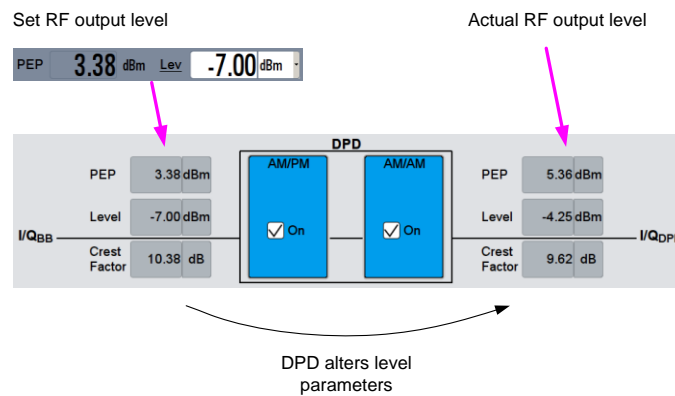 Set RF output level
Actual RF output level
PEP 3.38 dBm Lev -7.00 dBm
DPD
AM/PM
AM/AM
PEP 3.38 dBm
PEP 5.36 dBm
Level -7.00 dBm
On
On
Level -4.25 dBm
I/QBB
I/QDPD
Crest Factor 10.38 dB
Crest Factor 9.62 dB
DPD alters level
parameters